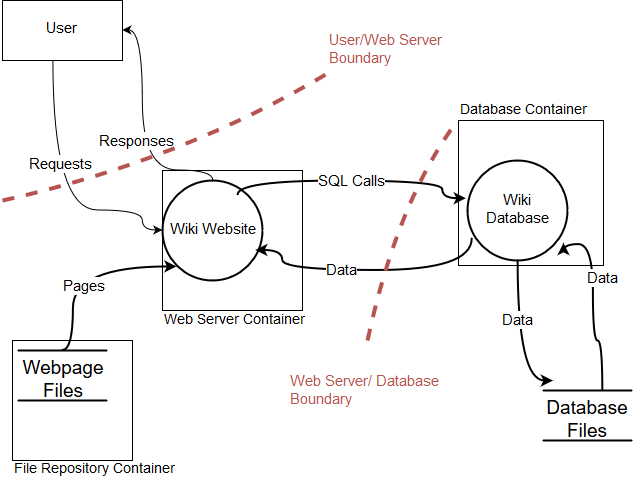 User
User/Web Server
Boundary
Database Container
Responses
Requests
SQL Calls
Wiki
Database
Wiki Website
Data
Data
Pages
Web Server Container
Data
Webpage
Files
Web Server/ Database
Boundary
Database
Files
File Repository Container